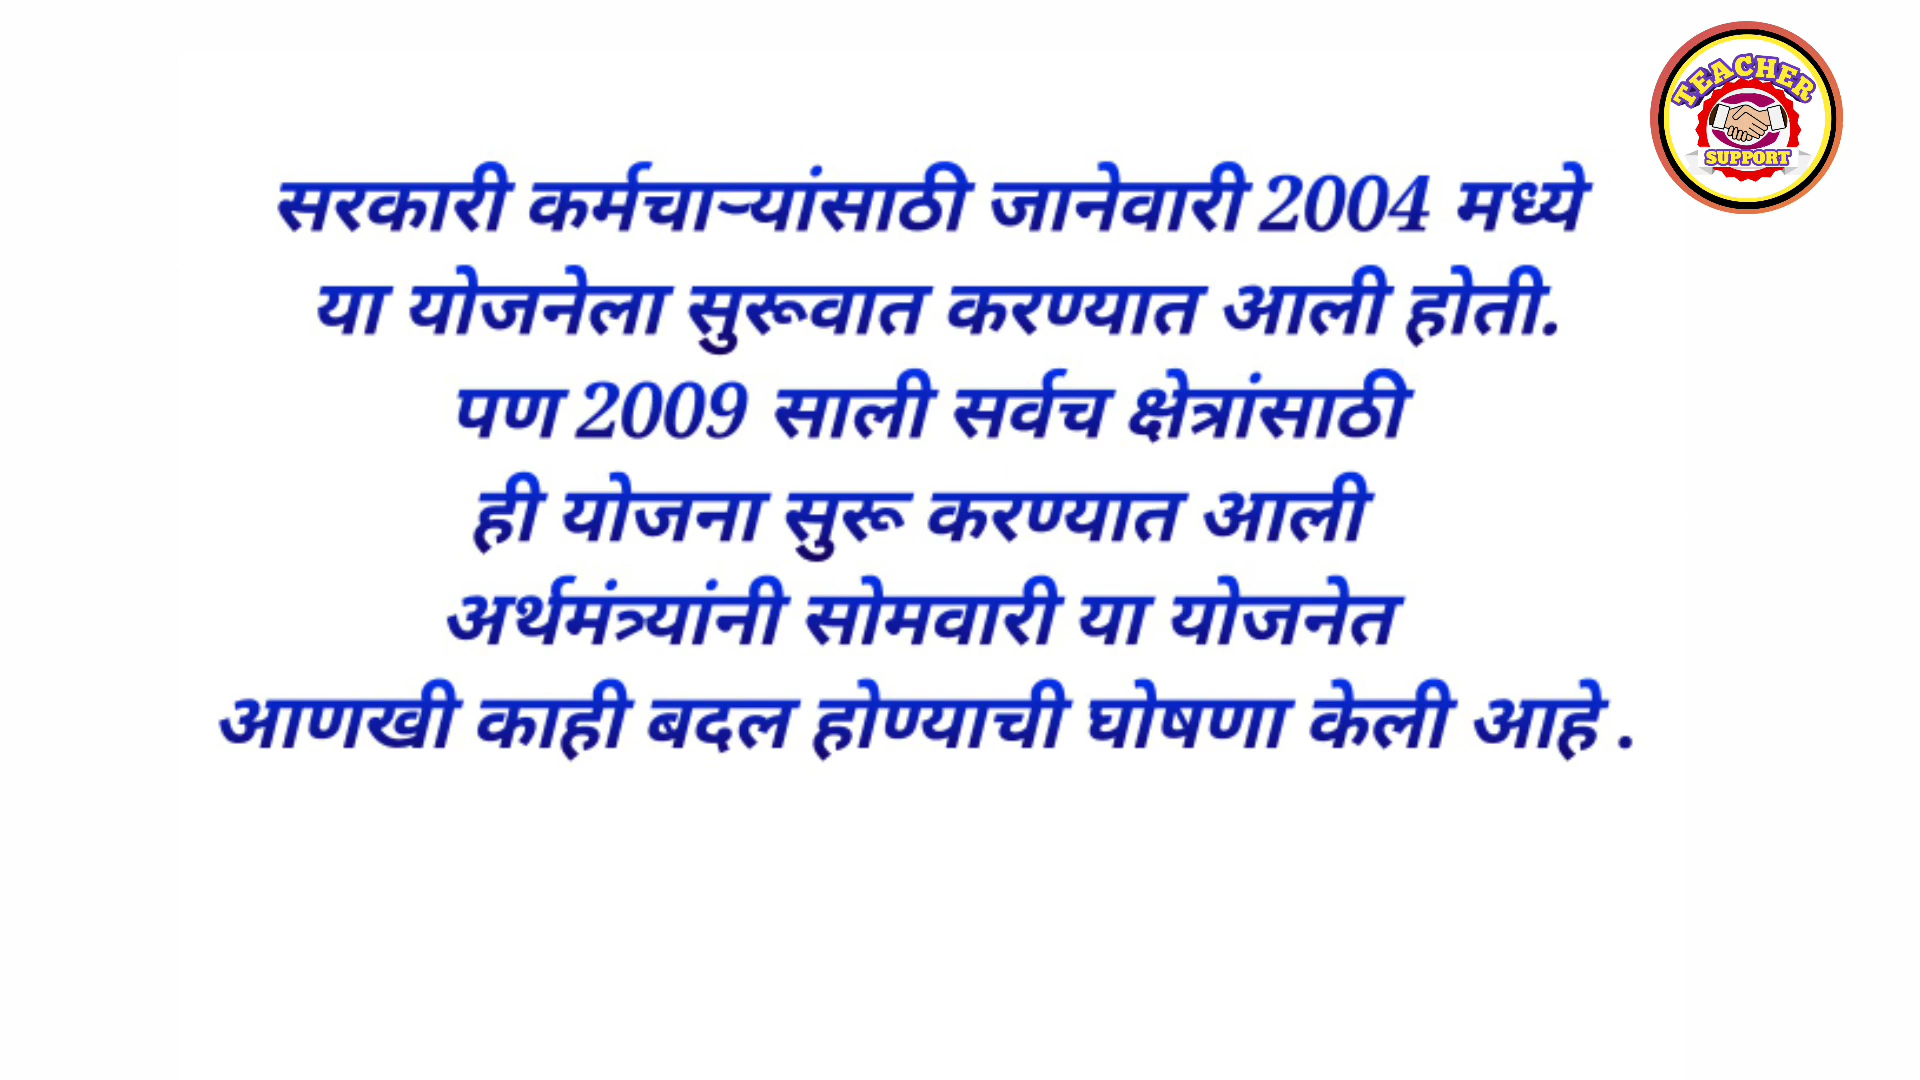 TEACHER
SUPPORT
सरकारी कर्मचाऱ्यांसाठी जानेवारी 2004 मध्ये
या योजनेला सुरूवात करण्यात आली होती.
पण 2009 साली सर्वच क्षेत्रांसाठी
ही योजना सुरू करण्यात आली
अर्थमंत्र्यांनी सोमवारी या योजनेत
आणखी काही बदल होण्याची घोषणा केली आहे .